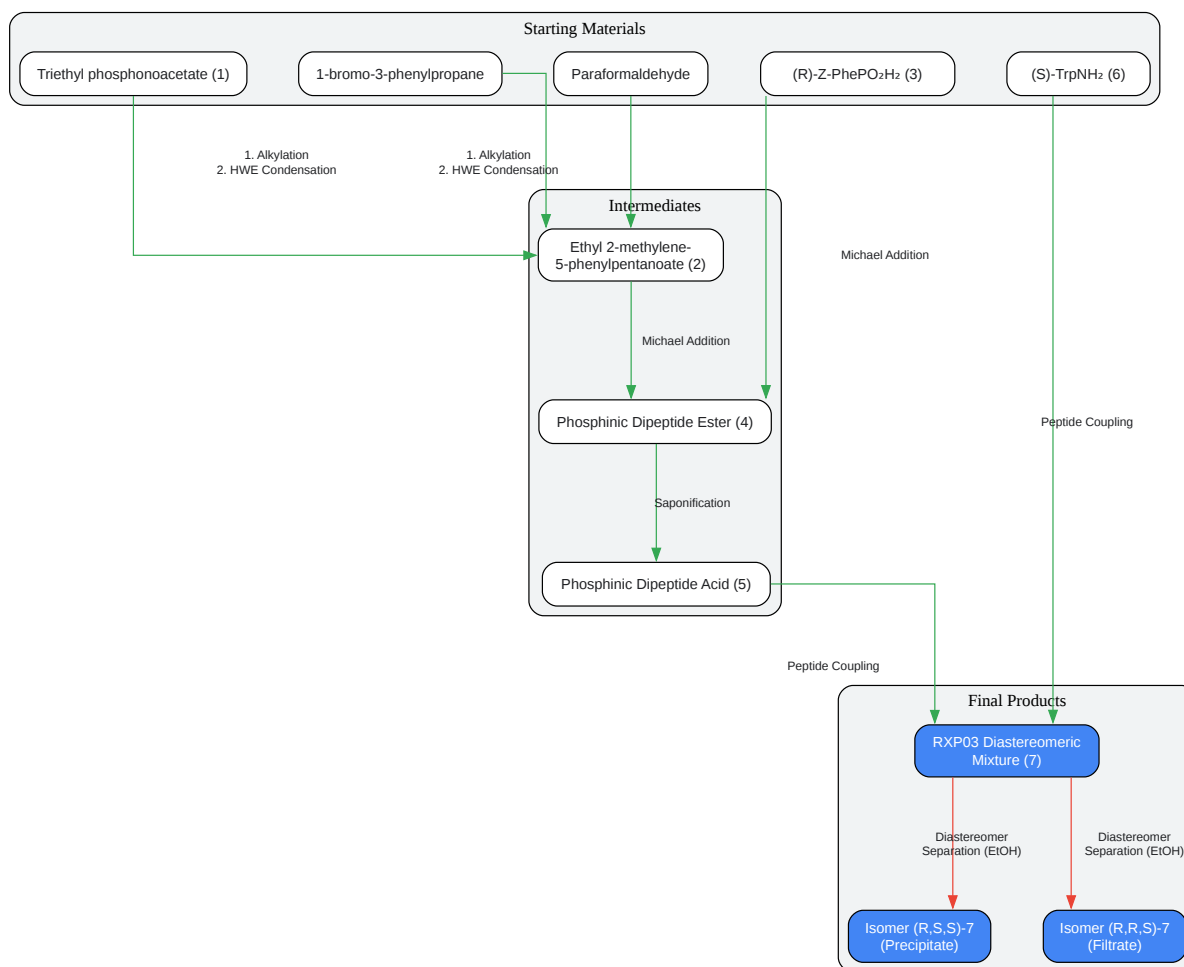 Starting Materials
Triethyl phosphonoacetate (1)
1-bromo-3-phenylpropane
Paraformaldehyde
(R)-Z-PhePO₂H₂ (3)
(S)-TrpNH₂ (6)
1. Alkylation
2. HWE Condensation
1. Alkylation
2. HWE Condensation
Intermediates
Ethyl 2-methylene-
5-phenylpentanoate (2)
Michael Addition
Michael Addition
Phosphinic Dipeptide Ester (4)
Peptide Coupling
Saponification
Phosphinic Dipeptide Acid (5)
Peptide Coupling
Final Products
RXP03 Diastereomeric
Mixture (7)
Diastereomer
Separation (EtOH)
Diastereomer
Separation (EtOH)
Isomer (R,S,S)-7
(Precipitate)
Isomer (R,R,S)-7
(Filtrate)